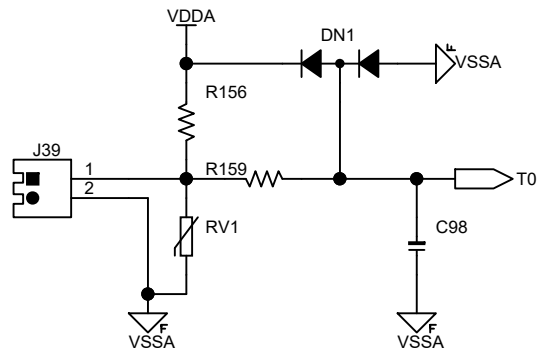 VDDA
DN1
F
VSSA
R156
J39
1
R159
2
T0
RV1
C98
F
VSSA
F
VSSA